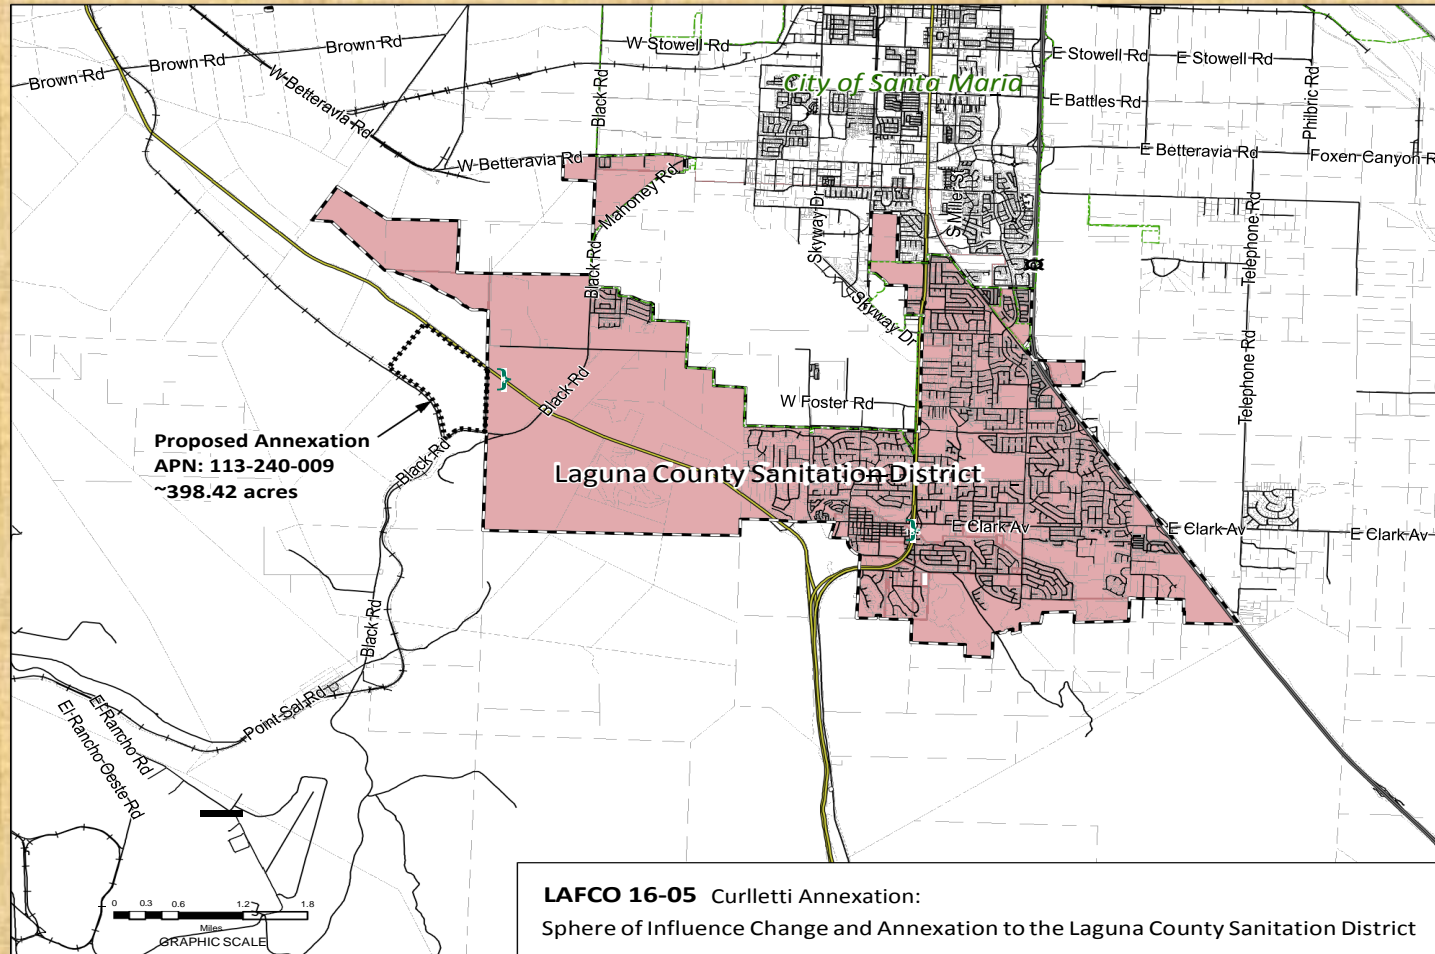 Brown Rd
Brown Rd
Brown Rd
W Stowell Rd
E Stowell Rd
E Stowell Rd
City of Santa Maria
W Betteravia Rd
Black Rd
E Battles Rd
Philbric Rd
W Betteravia Rd
E Betteravia Rd
Foxen Canyon R
Mahoney Rd
Skyway Dr
S Miller St
Telephone Rd
Black Rd
Skyway Dr
Telephone Rd
Black Rd
W Foster Rd
Proposed Annexation
APN: 113-240-009
~398.42 acres
Black Rd
Laguna County Sanitation District
E Clark Av
E Clark Av
E Clark Av
Black Rd
Point Sal Rd
El Rancho Rd
El Rancho Oeste Rd
0 0.3 0.6 1.2 1.8
Miles
GRAPHIC SCALE
LAFCO 16-05 Curlletti Annexation:
Sphere of Influence Change and Annexation to the Laguna County Sanitation District